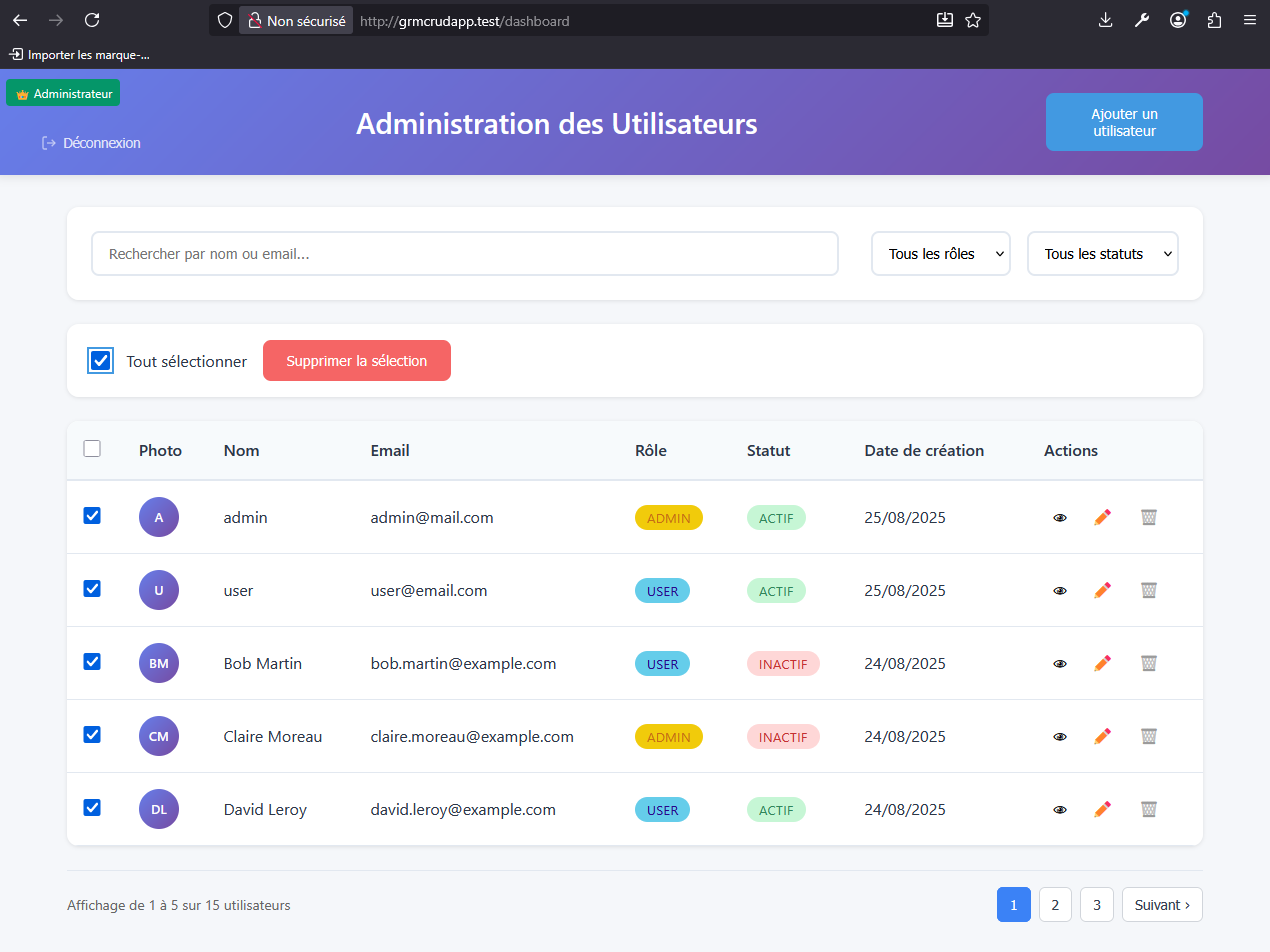 Non sécurisé http://grmcrudapp.test/dashboard
Importer les marque-...
Administrateur
Administration des Utilisateurs
Ajouter un
utilisateur
Déconnexion
Rechercher par nom ou email...
Tous les rôles
Tous les statuts
Tout sélectionner
Supprimer la sélection
Photo Nom Email Rôle Statut Date de création Actions
A admin admin@mail.com ADMIN ACTIF 25/08/2025
U user user@email.com USER ACTIF 25/08/2025
BM Bob Martin bob.martin@example.com USER INACTIF 24/08/2025
CM Claire Moreau claire.moreau@example.com ADMIN INACTIF 24/08/2025
DL David Leroy david.leroy@example.com USER ACTIF 24/08/2025
Affichage de 1 à 5 sur 15 utilisateurs
1 2 3 Suivant ›